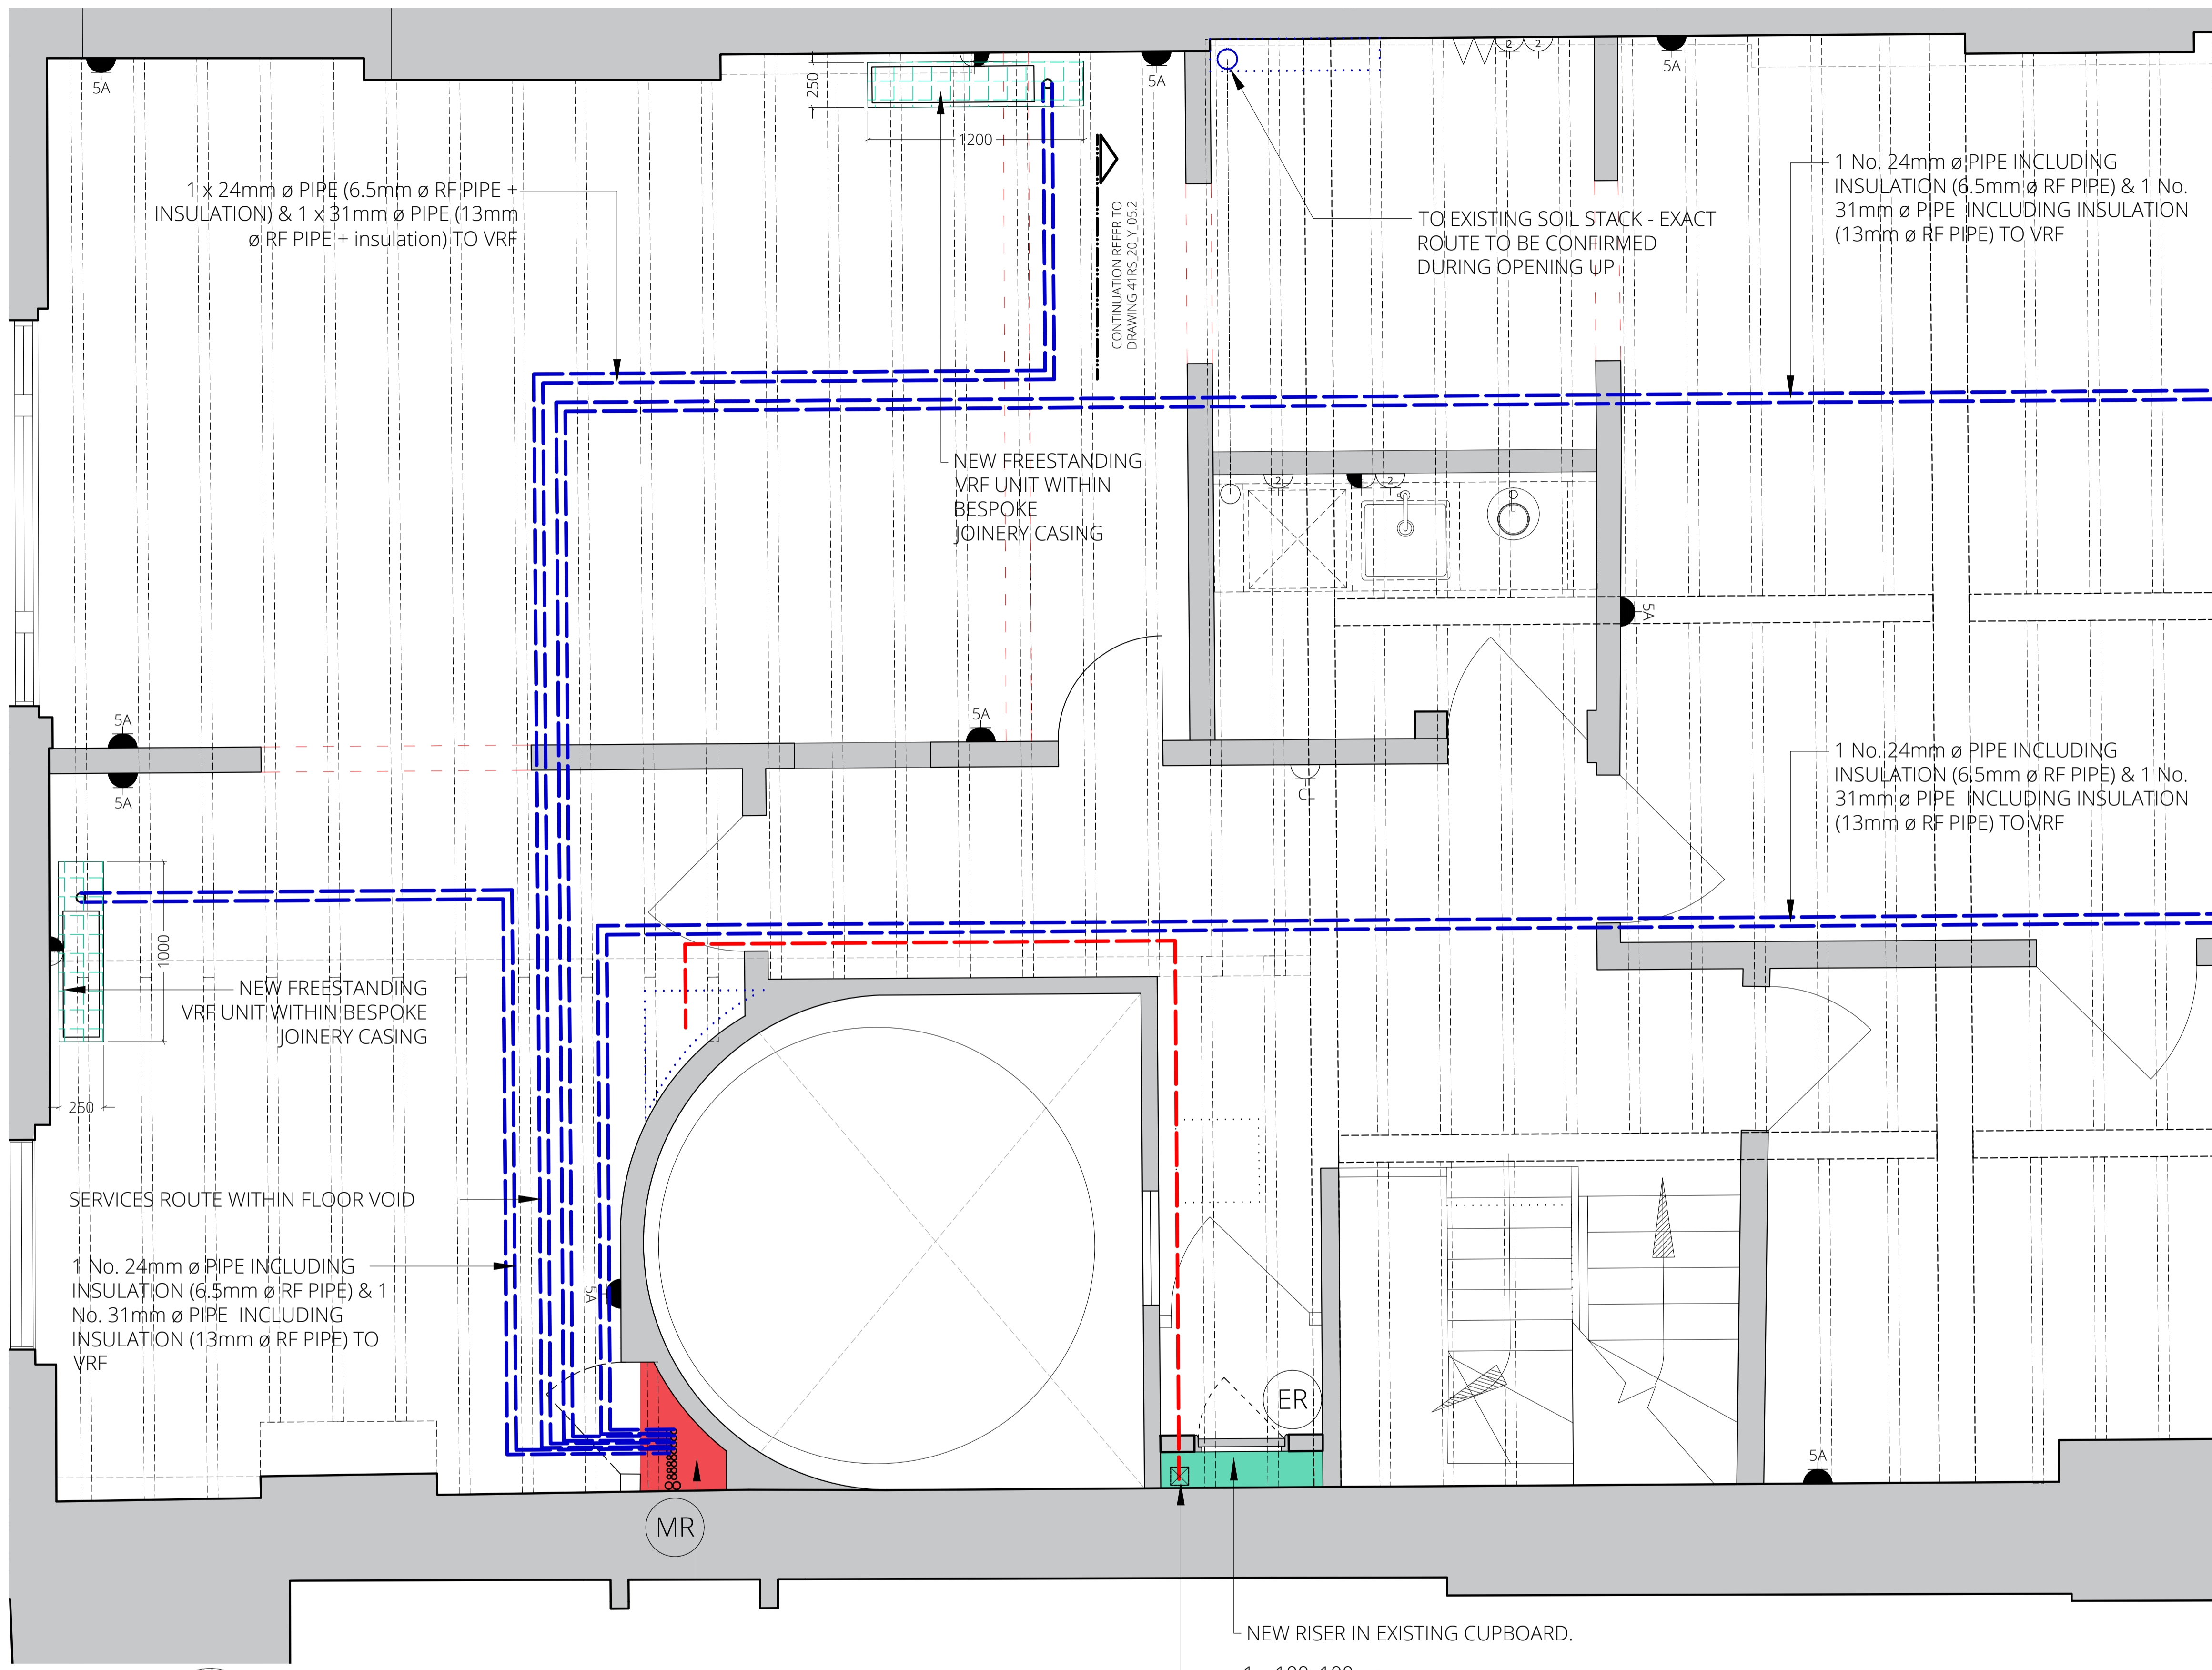 5A
250
1200
5A
2 2
5A
1 x 24mm ø PIPE (6.5mm ø RF PIPE +
INSULATION) & 1 x 31mm ø PIPE (13mm
ø RF PIPE + insulation) TO VRF
CONTINUATION REFER TO
DRAWING 41RS_20_Y_05.2
TO EXISTING SOIL STACK - EXACT
ROUTE TO BE CONFIRMED
DURING OPENING UP
1 No. 24mm ø PIPE INCLUDING
INSULATION (6.5mm ø RF PIPE) & 1 No.
31mm ø PIPE INCLUDING INSULATION
(13mm ø RF PIPE) TO VRF
NEW FREESTANDING
VRF UNIT WITHIN
BESPOKE
JOINERY CASING
2
2
5A
5A
5A
5A
CL
1 No. 24mm ø PIPE INCLUDING
INSULATION (6.5mm ø RF PIPE) & 1 No.
31mm ø PIPE INCLUDING INSULATION
(13mm ø RF PIPE) TO VRF
1000
NEW FREESTANDING
VRF UNIT WITHIN BESPOKE
JOINERY CASING
250
SERVICES ROUTE WITHIN FLOOR VOID
1 No. 24mm ø PIPE INCLUDING
INSULATION (6.5mm ø RF PIPE) & 1
No. 31mm ø PIPE INCLUDING
INSULATION (13mm ø RF PIPE) TO
VRF
5A
ER
5A
MR
NEW RISER IN EXISTING CUPBOARD.